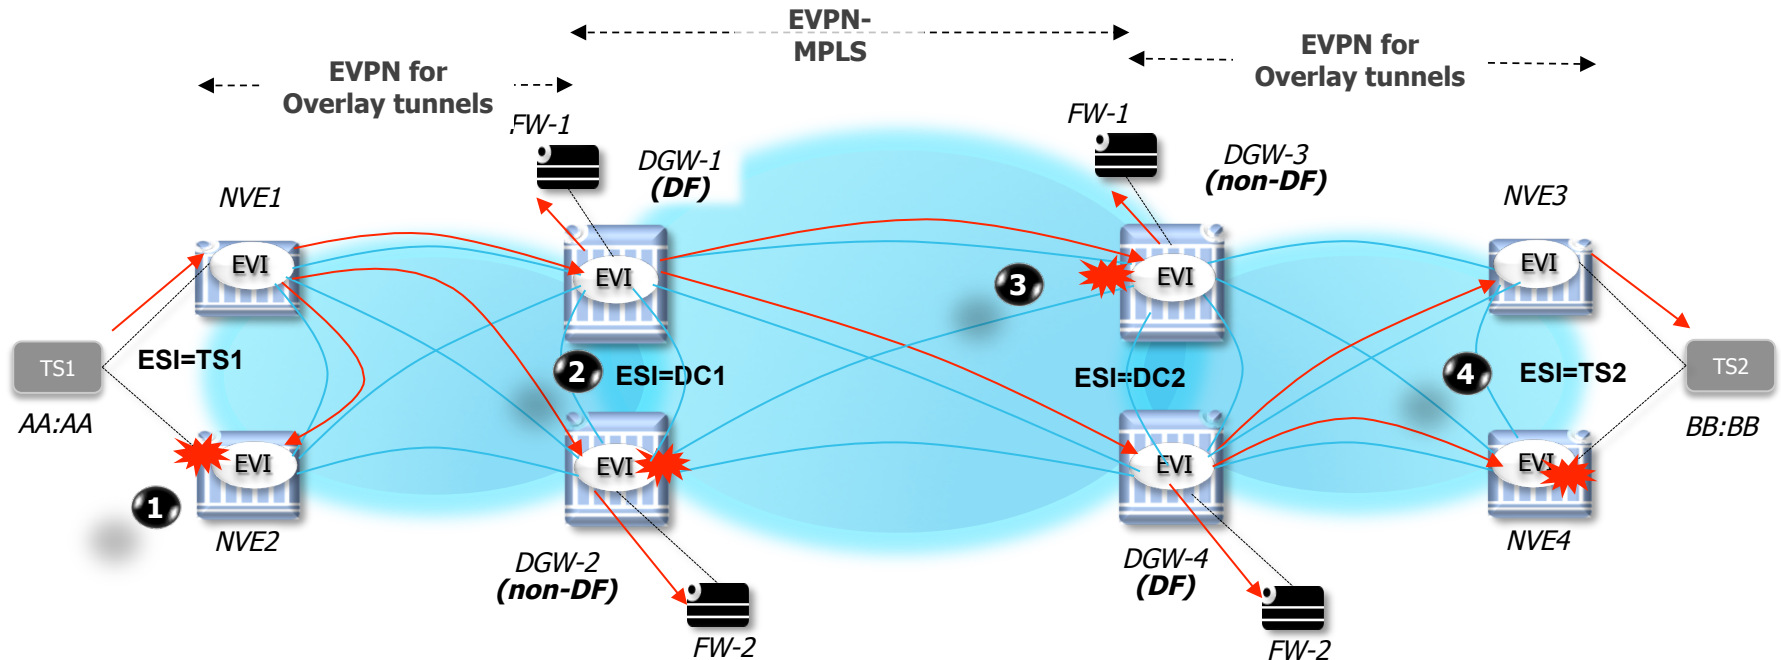 EVPN-
MPLS
EVPN for
Overlay tunnels
EVPN for
Overlay tunnels
FW-1
FW-1
DGW-1
(DF)
DGW-3
(non-DF)
NVE1
NVE3
EVI
EVI
EVI
EVI
3
TS1
ESI=TS1
2
ESI=DC1
ESI=DC2
4
ESI=TS2
TS2
AA:AA
BB:BB
EVI
EVI
EVI
EVI
1
NVE2
NVE4
DGW-2
(non-DF)
DGW-4
(DF)
FW-2
FW-2